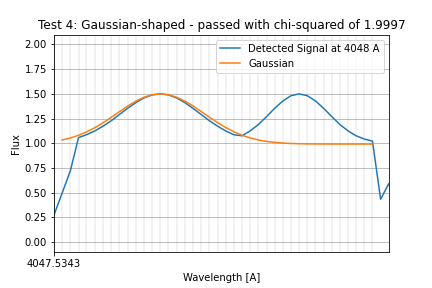 Test 4: Gaussian-shaped - passed with chi-squared of 1.9997
Detected Signal at 4048 A
Gaussian
2.00
1.75
1.50
1.25
1.00
0.75
0.50
0.25
0.00
Flux
4047.5343
Wavelength [A]